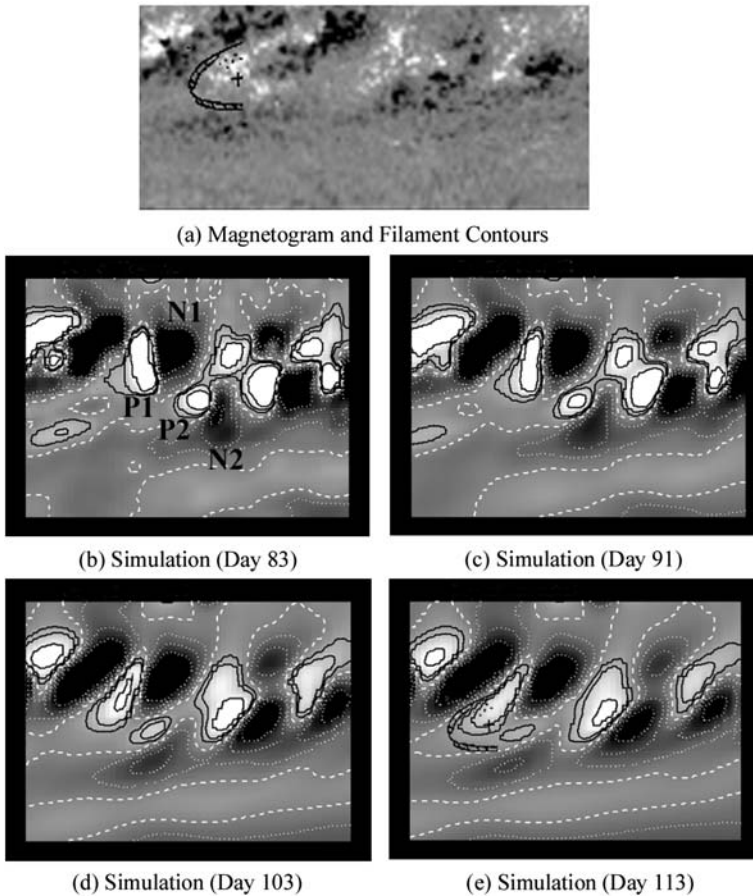 (a) Magnetogram and Filament Contours
N1
P1
P2
N2
(b) Simulation (Day 83)
(c) Simulation (Day 91)
(d) Simulation (Day 103)
(e) Simulation (Day 113)